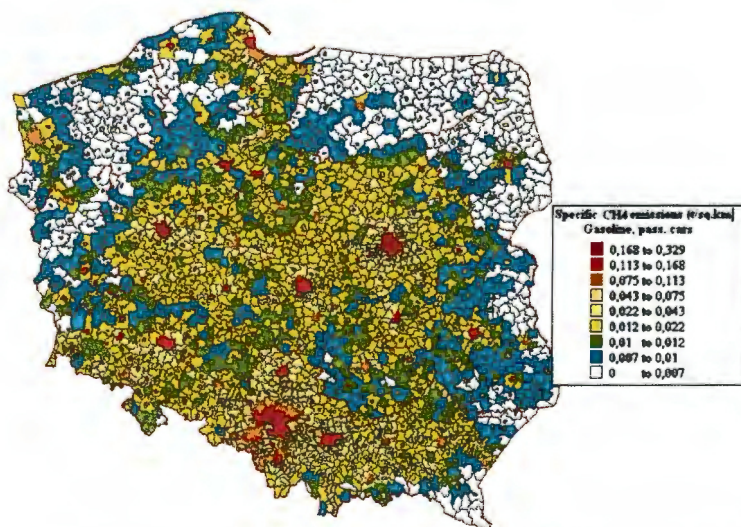 Specific CH4 emissions [t/sq.km]
Gasoline, pass. cars
0,168 to 0,329
0,113 to 0,168
0,075 to 0,113
0,043 to 0,075
0,022 to 0,043
0,012 to 0,022
0,01 to 0,012
0,007 to 0,01
0 to 0,007